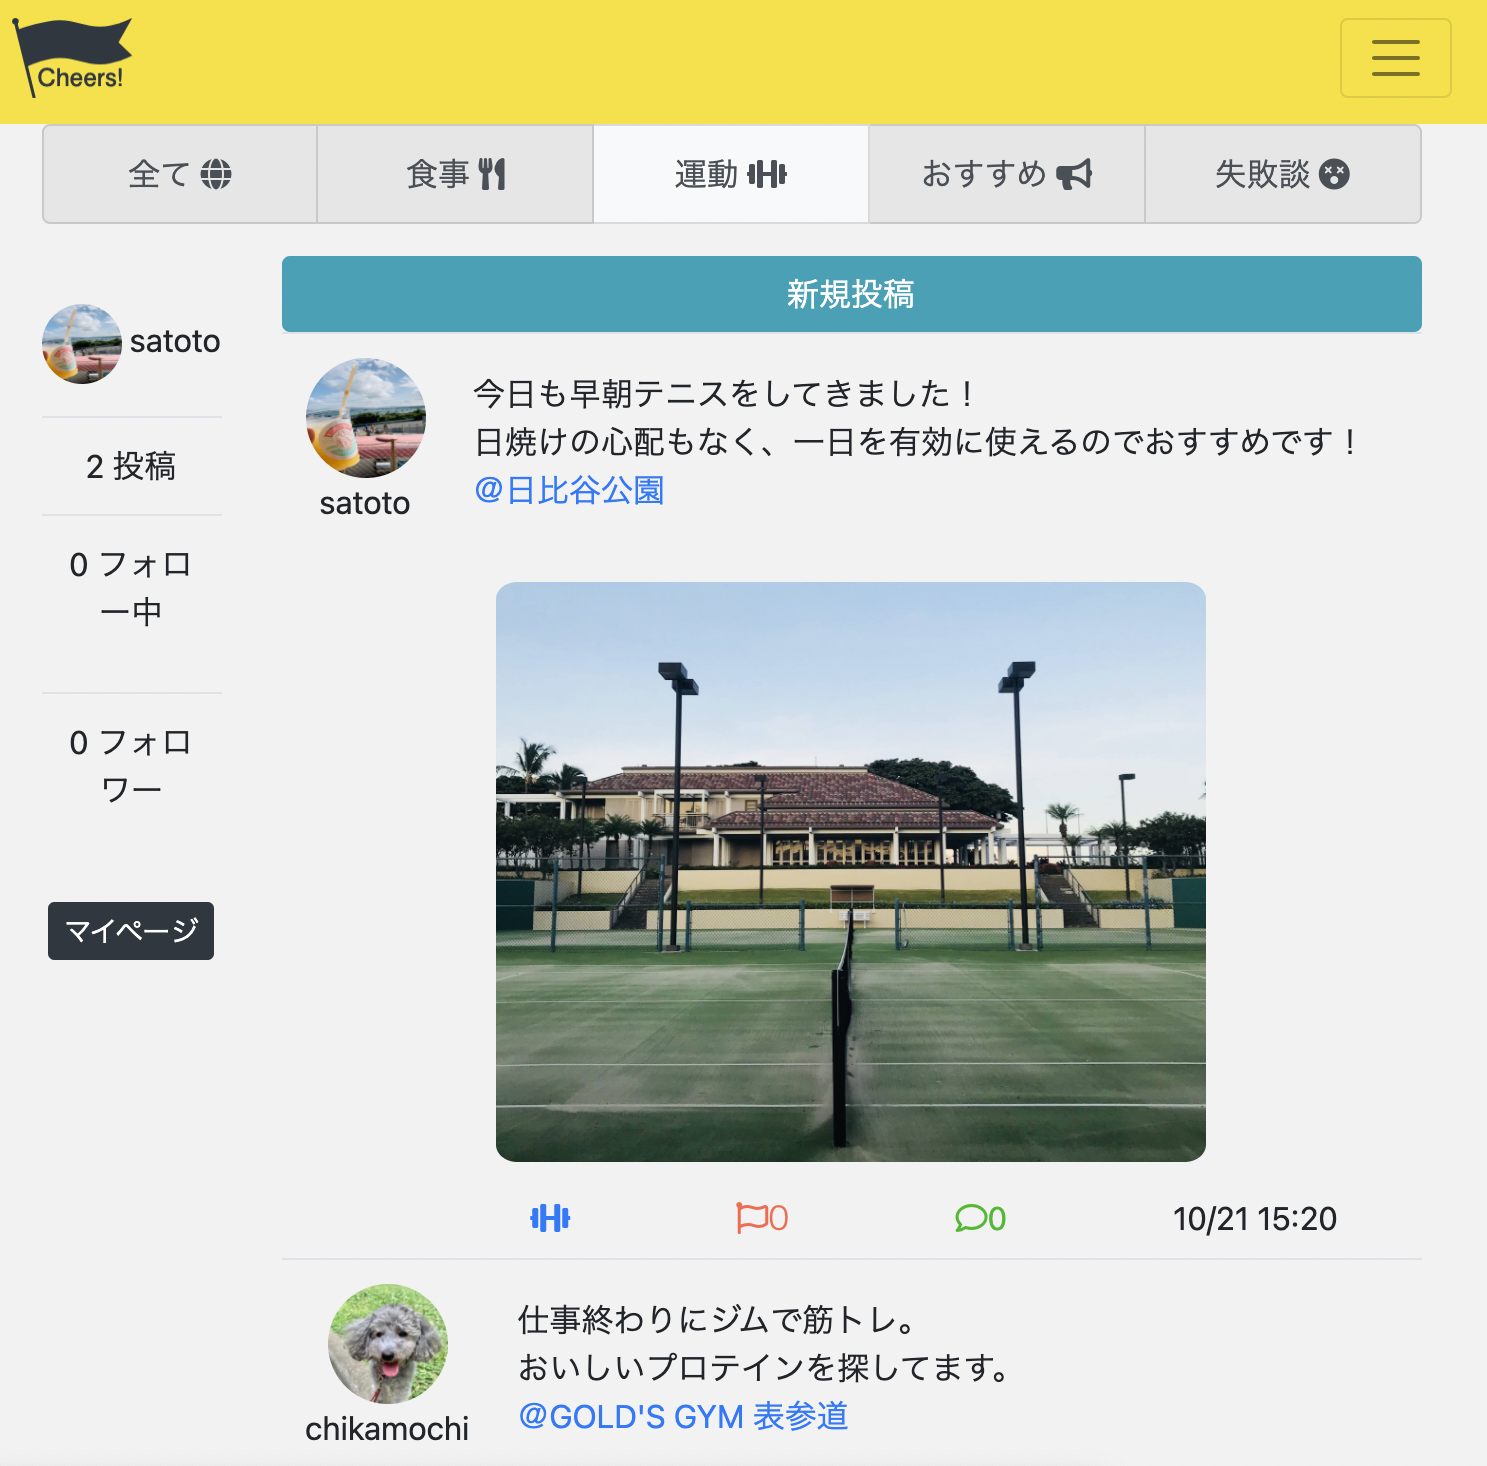 Cheers!
全て
食事
運動
おすすめ
失敗談
新規投稿
satoto
2 投稿
0 フォロ
ー中
0 フォロ
ワー
マイページ
satoto
今日も早朝テニスをしてきました！
日焼けの心配もなく、一日を有効に使えるのでおすすめです！
@日比谷公園
0
0
10/21 15:20
chikamochi
仕事終わりにジムで筋トレ。
おいしいプロテインを探してます。
@GOLD'S GYM 表参道